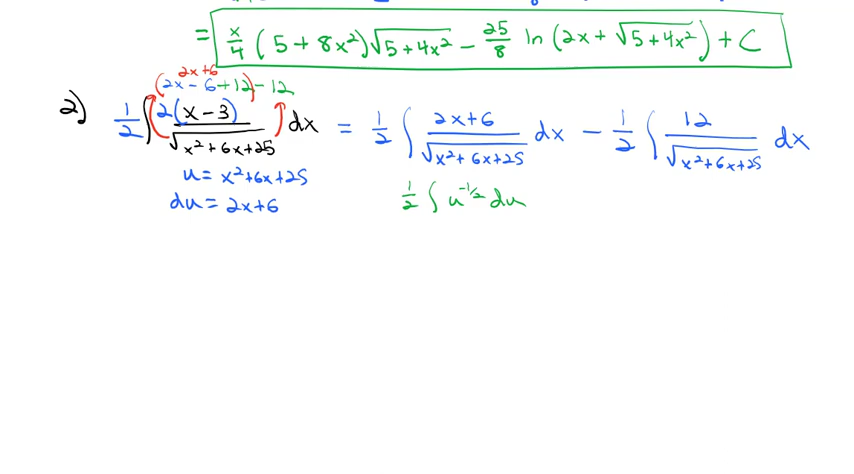 = x/4 (5 + 8x²)√(5 + 4x²) − 25/8 ln (2x + √(5 + 4x²)) + C
2x+6
(2x − 6 + 12) − 12
2) 1/2 ∫ 2(x − 3)/√(x² + 6x + 25) dx = 1/2 ∫ (2x+6)/√(x² + 6x + 25) dx − 1/2 ∫ 12/√(x² + 6x + 25) dx
u = x² + 6x + 25
du = 2x + 6
1/2 ∫ u^(-1/2) du